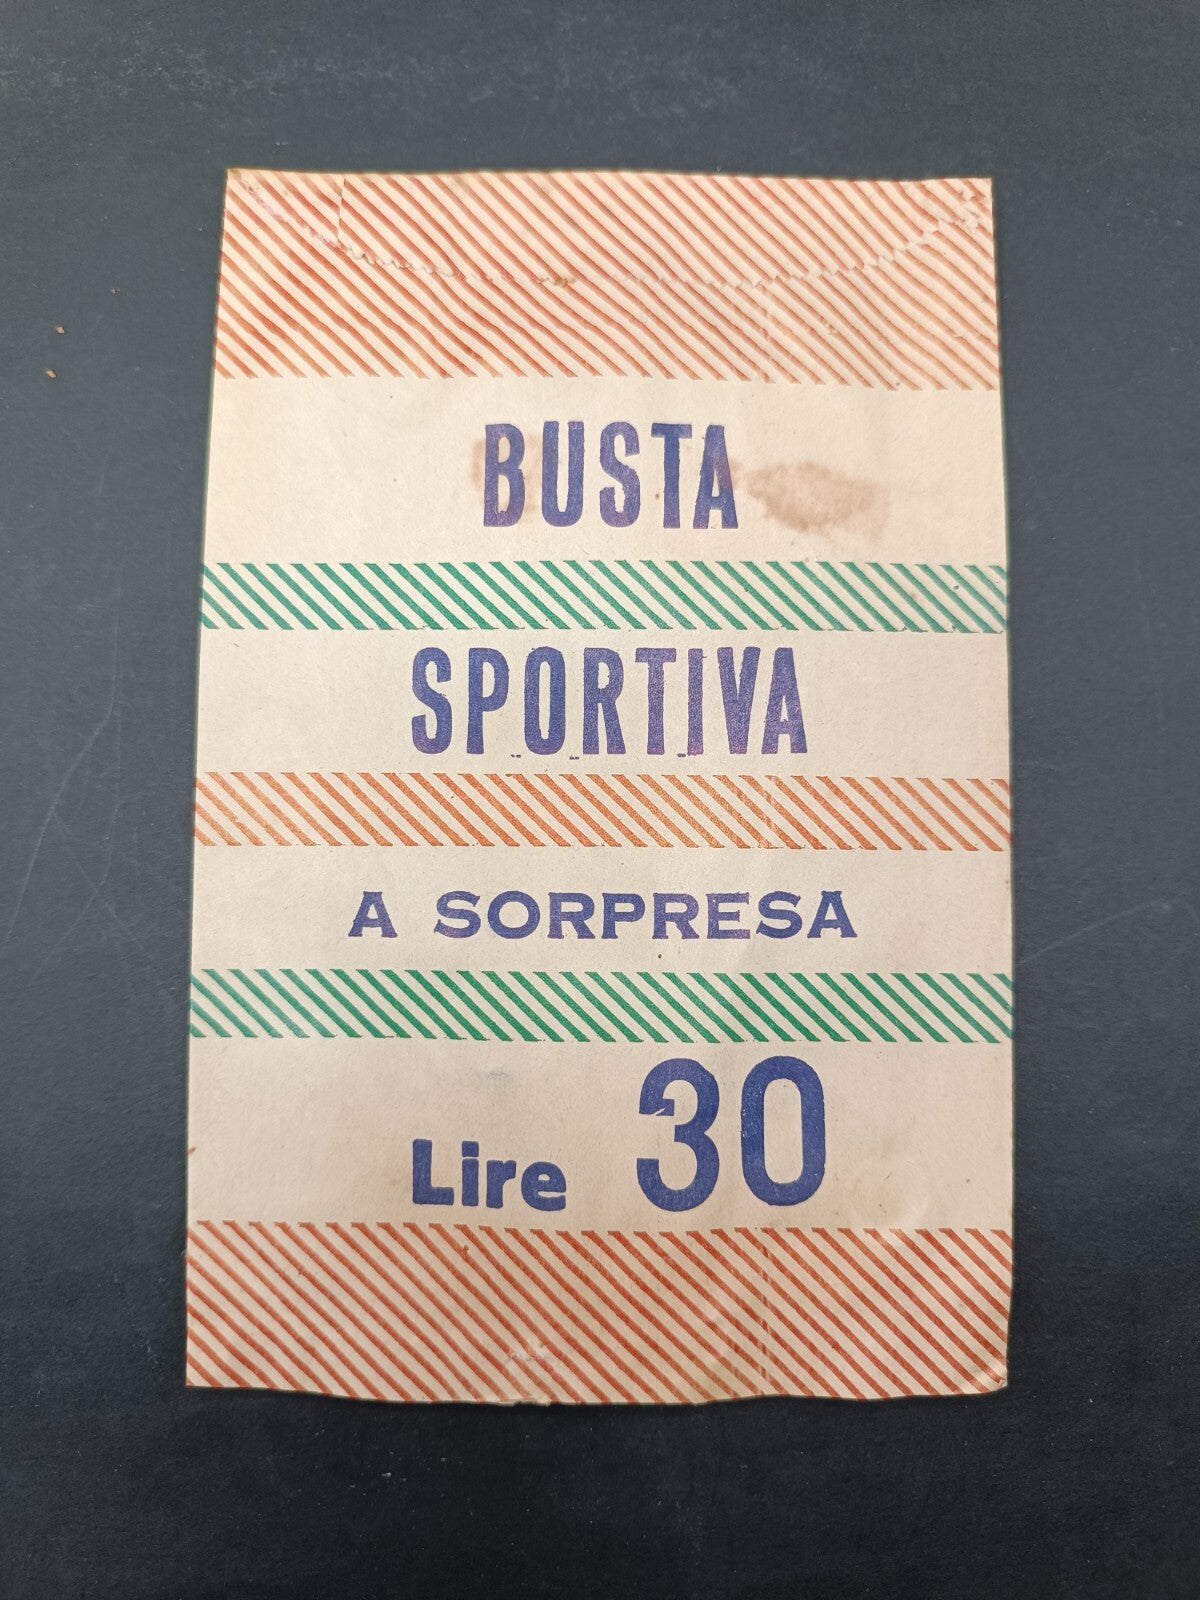 BUSTA
SPORTIVA
A SORPRESA
Lire 30